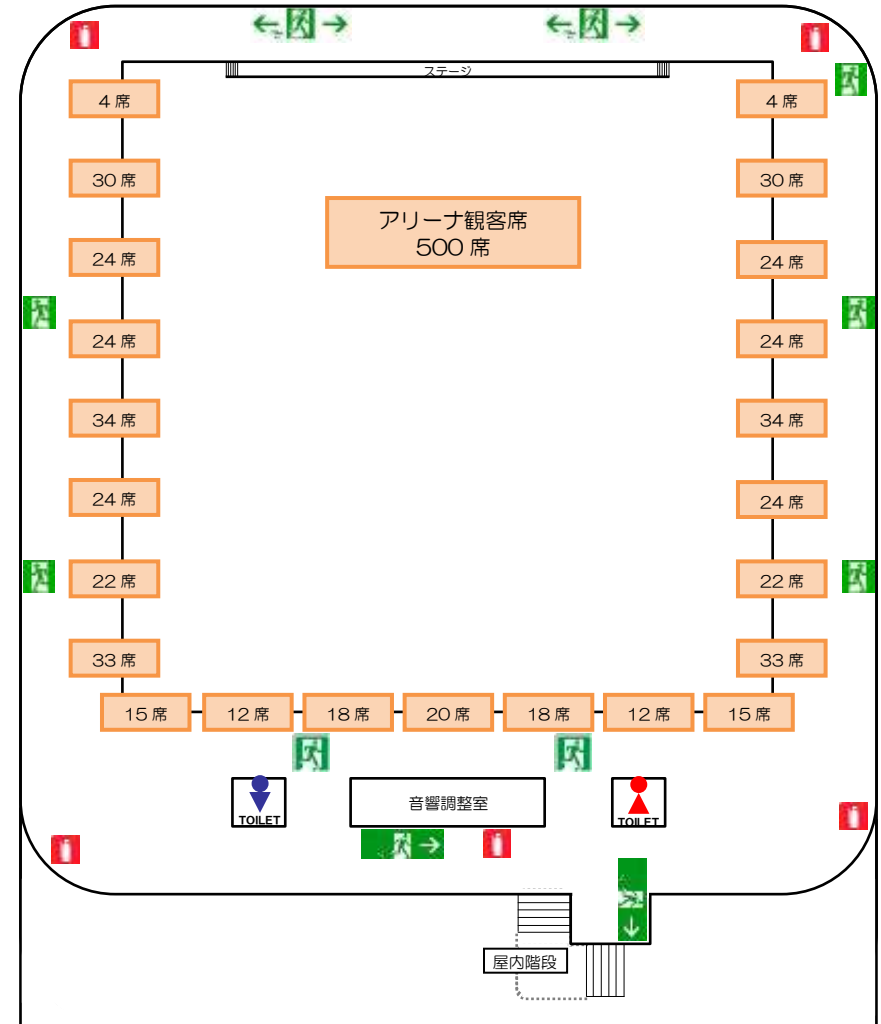 ステージ
4席
4席
30席
30席
アリーナ観客席
500席
24席
24席
24席
24席
34席
34席
24席
24席
22席
22席
33席
33席
15席
12席
18席
20席
18席
12席
15席
TOILET
音響調整室
TOILET
屋内階段